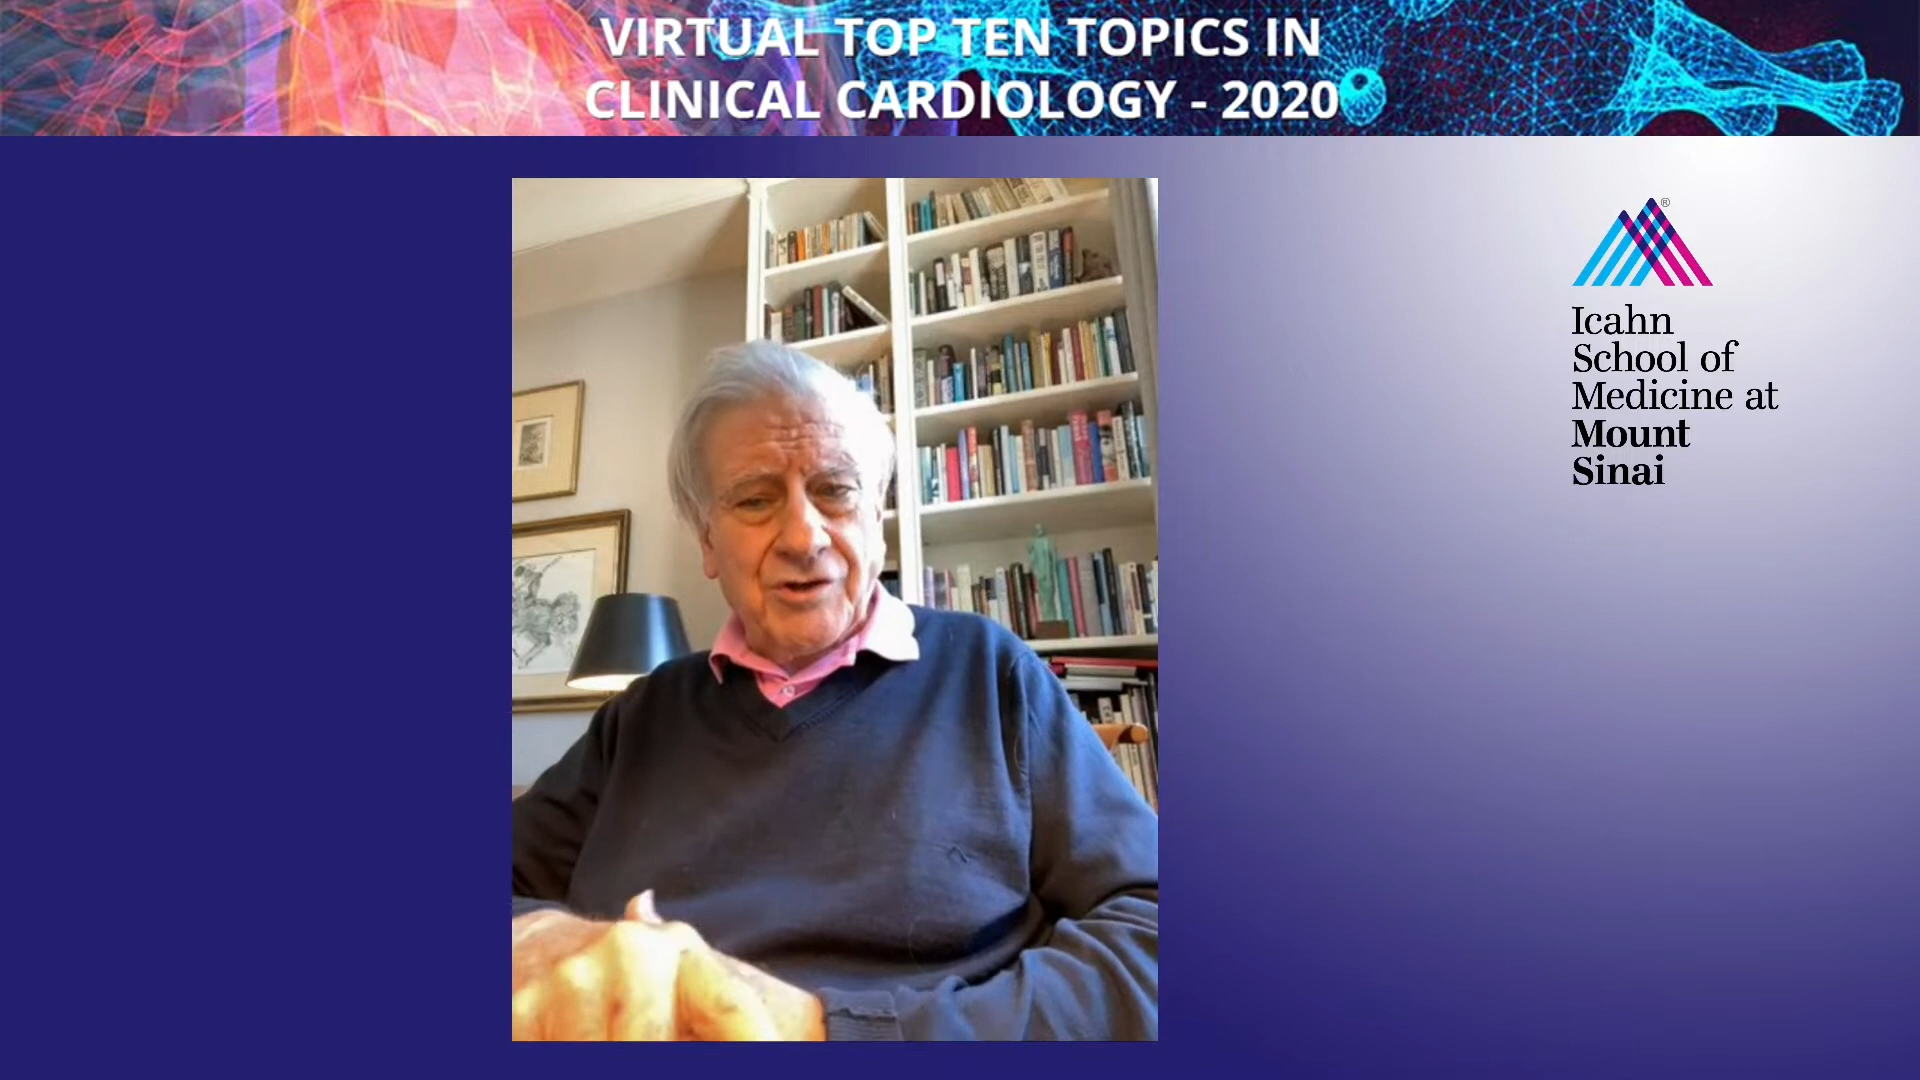 VIRTUAL TOP TEN TOPICS IN
CLINICAL CARDIOLOGY - 2020
®
Icahn
School of
Medicine at
Mount
Sinai